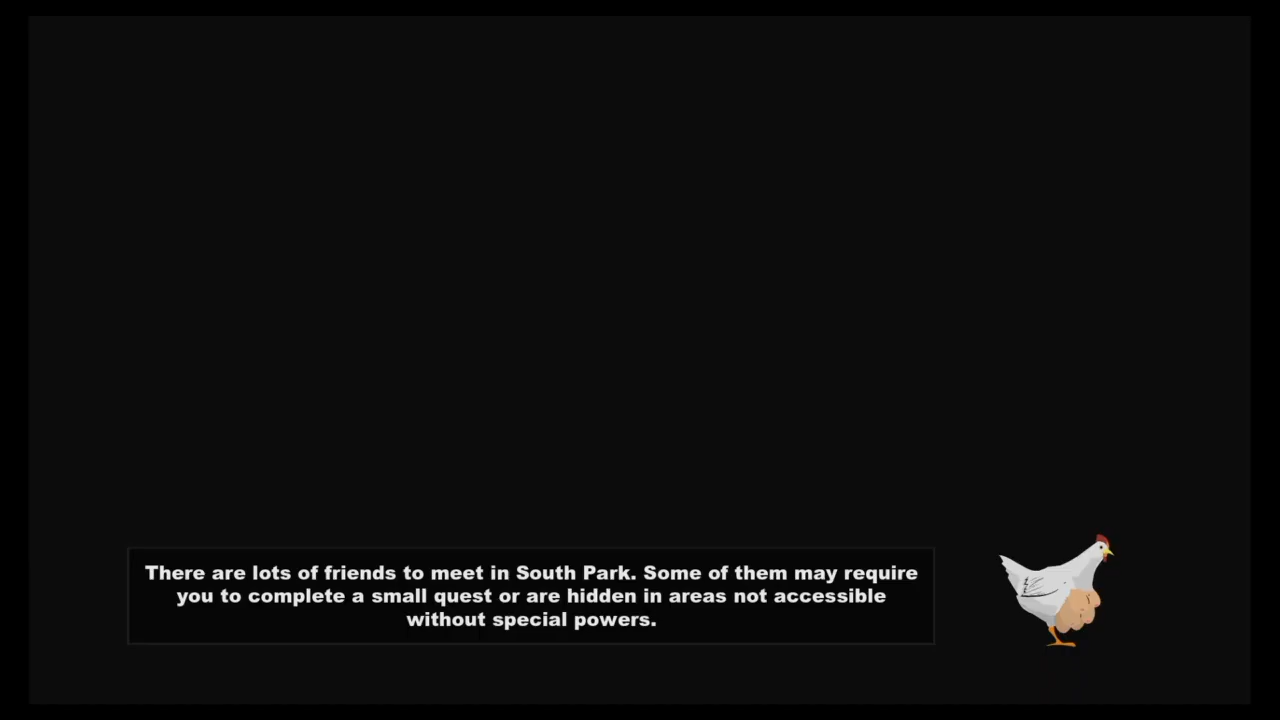 There are lots of friends to meet in South Park. Some of them may require
you to complete a small quest or are hidden in areas not accessible
without special powers.